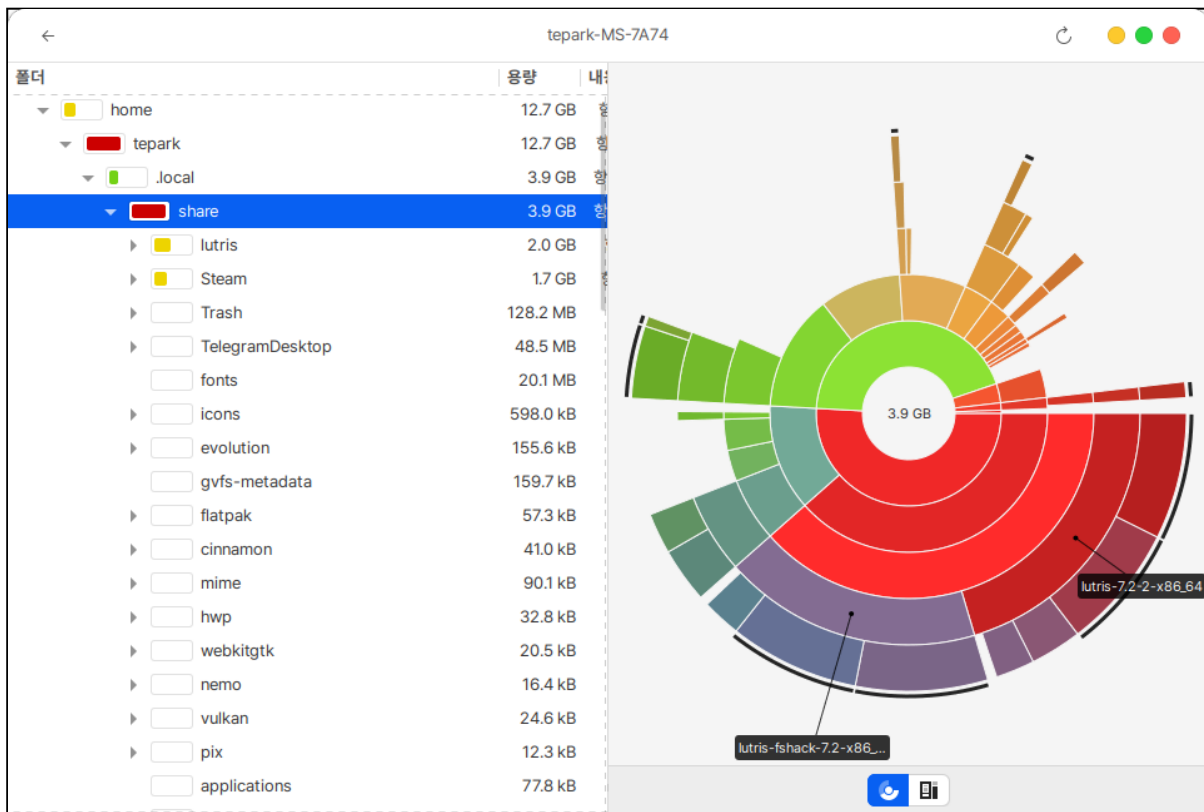 tepark-MS-7A74
폴더 용량
home 12.7 GB
tepark 12.7 GB
.local 3.9 GB
share 3.9 GB
lutris 2.0 GB
Steam 1.7 GB
Trash 128.2 MB
TelegramDesktop 48.5 MB
fonts 20.1 MB
icons 598.0 kB
evolution 155.6 kB
gvfs-metadata 159.7 kB
flatpak 57.3 kB
cinnamon 41.0 kB
mime 90.1 kB
hwp 32.8 kB
webkitgtk 20.5 kB
nemo 16.4 kB
vulkan 24.6 kB
pix 12.3 kB
applications 77.8 kB
3.9 GB
lutris-7.2-2-x86_64
lutris-fshack-7.2-x86_...